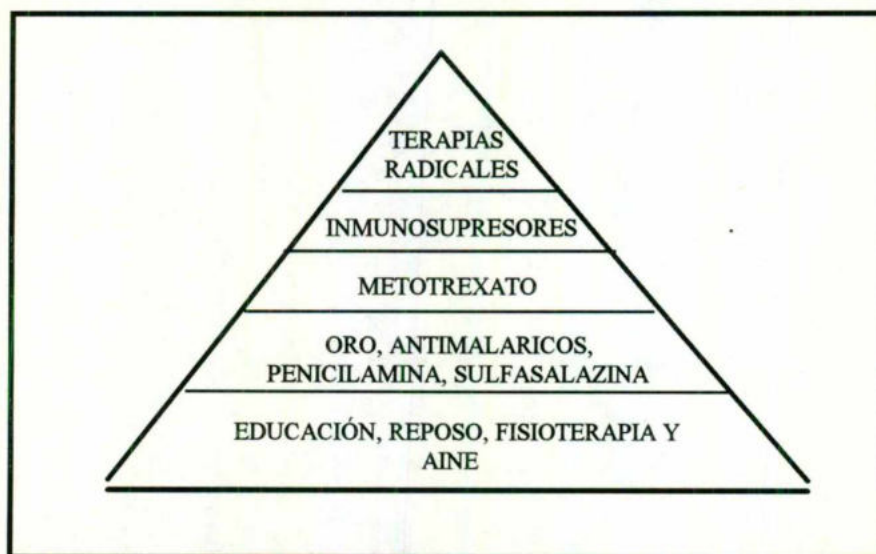 TERAPIAS
RADICALES
INMUNOSUPRESORES
METOTREXATO
ORO, ANTIMALARICOS,
PENICILAMINA, SULFASALAZINA
EDUCACIÓN, REPOSO, FISIOTERAPIA Y
AINE